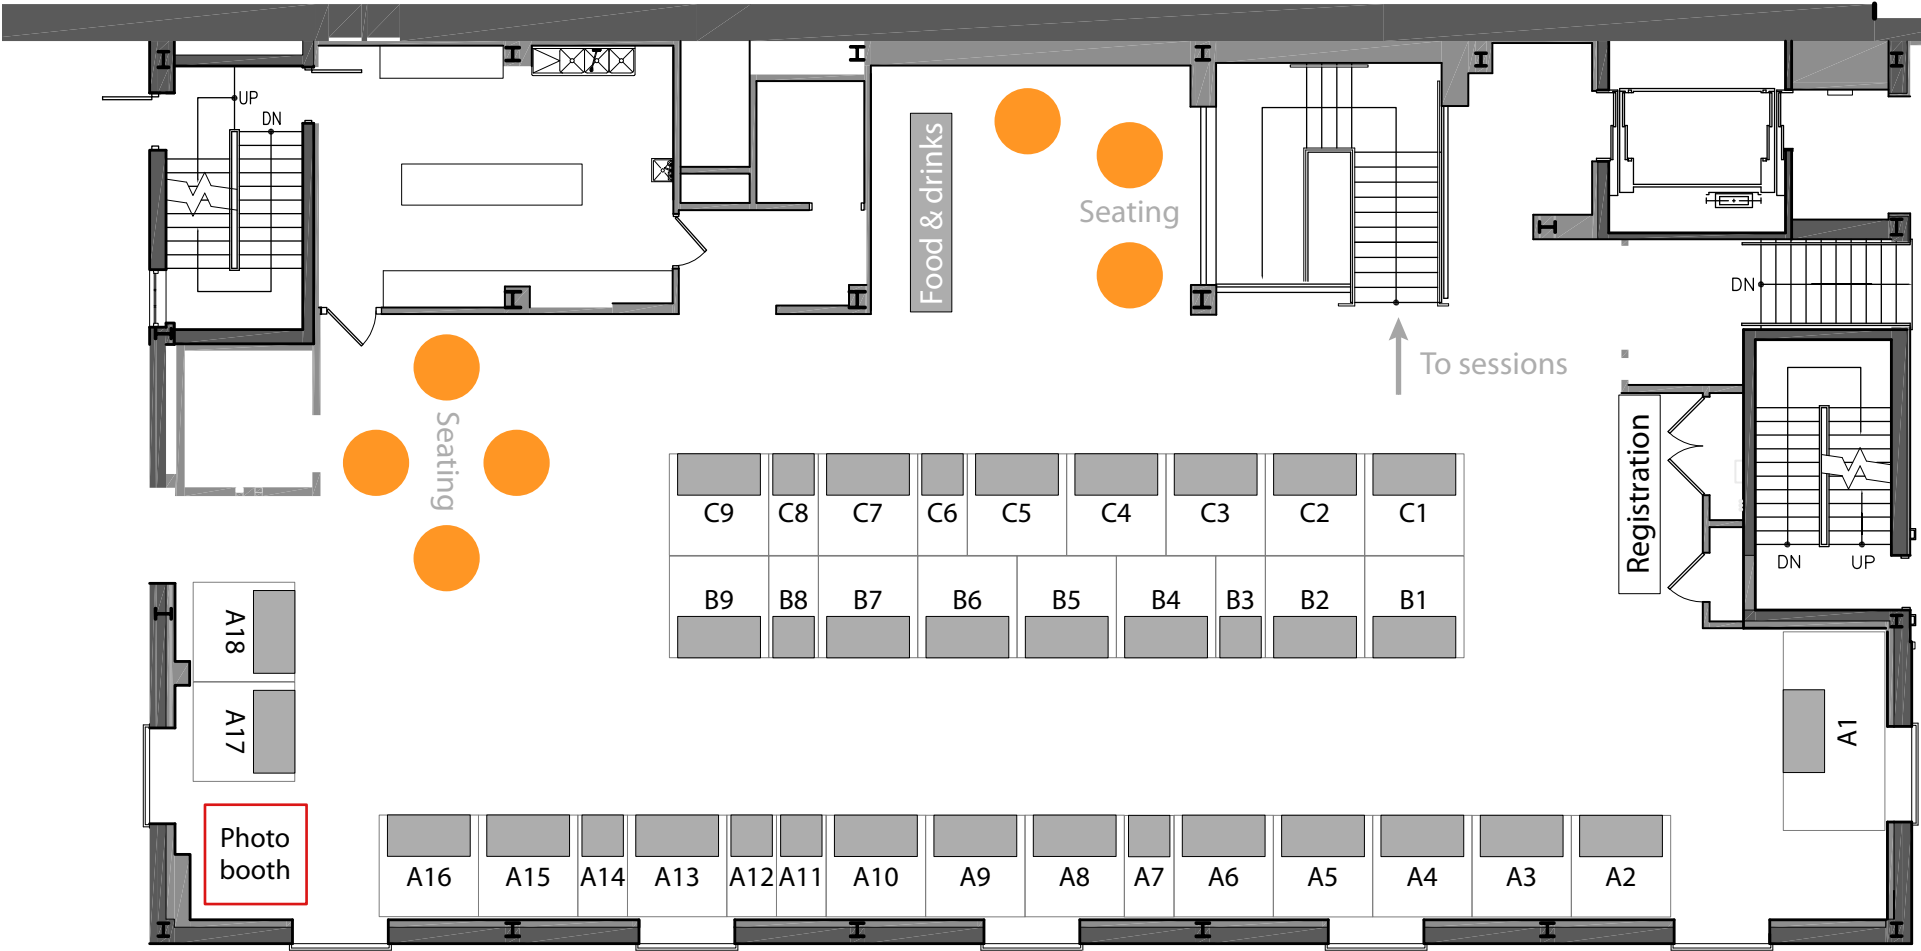 UP
DN
Food & drinks
Seating
DN
To sessions
Seating
Registration
C9
C8
C7
C6
C5
C4
C3
C2
C1
B9
B8
B7
B6
B5
B4
B3
B2
B1
DN
UP
A18
A17
A1
Photo
booth
A16
A15
A14
A13
A12
A11
A10
A9
A8
A7
A6
A5
A4
A3
A2